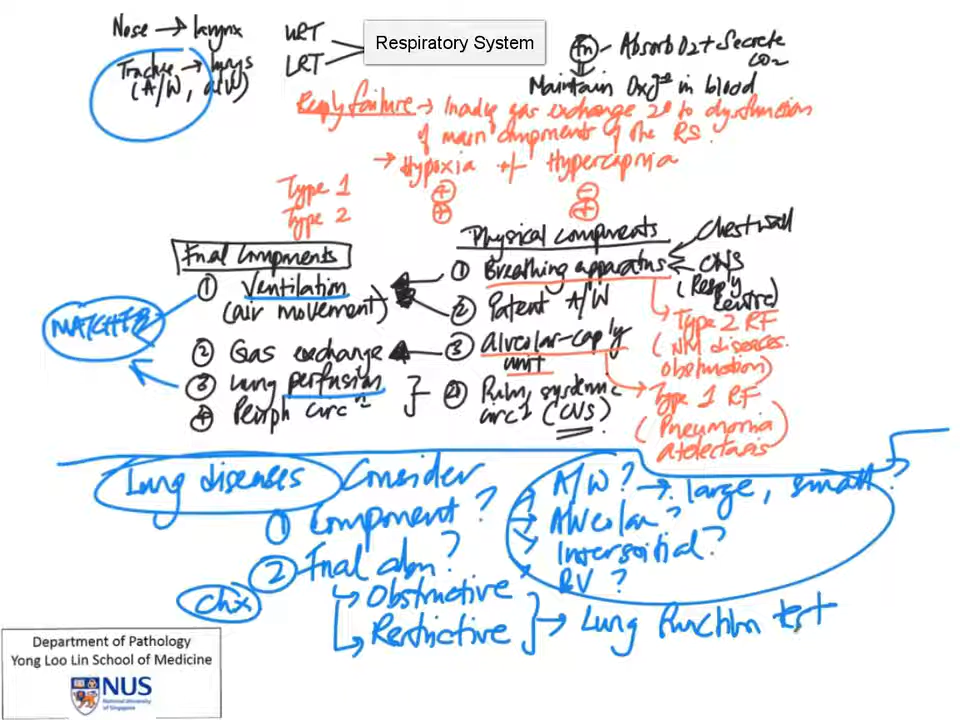 Nose → larynx
URT
LRT
Respiratory System
Fn - Absorb O2 + Secrete
CO2
Trachea → lungs
(A/W, alv)
Maintain in blood
Resp'y failure → Inadeq gas exchange 2° to dysfunction
of main components of the RS.
→ Hypoxia +/- Hypercapnia
Type 1 + -
Type 2 + +
Fnal Components
Physical Components
Chest wall
① Ventilation
(air movement)
① Breathing apparatus
CNS
(Resp'y
Centre)
② Patent A/W
MATCHED
Type 2 RF
(NM diseases.
obstruction)
② Gas exchange
③ Alveolar-cap'ly
unit
③ Lung perfusion
④ Periph circ
④ Pulm, systemic
circ (CVS)
Type 1 RF
(Pneumonia
atelectasis)
Lung diseases
Consider
① Component?
A/W? → large, small?
Alveolar?
② Fnal abn?
Interstitial?
BV?
chx
↳ Obstructive
↳ Restrictive
→ Lung function test
Department of Pathology
Yong Loo Lin School of Medicine
NUS
National University
of Singapore